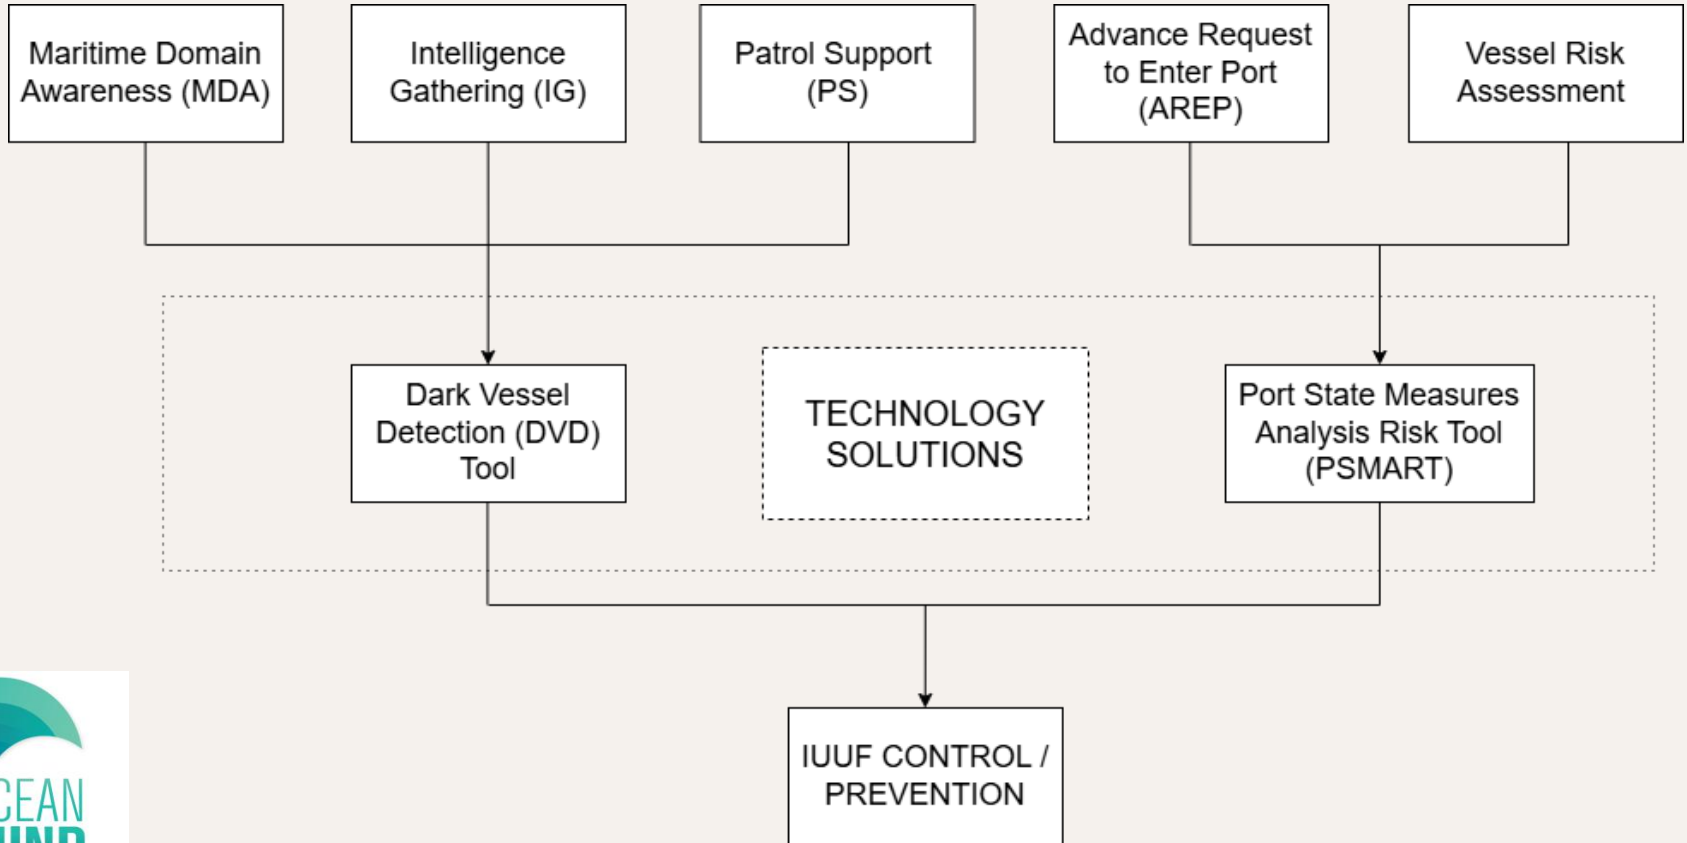 Maritime Domain
Awareness (MDA)
Intelligence
Gathering (IG)
Patrol Support
(PS)
Advance Request
to Enter Port
(AREP)
Vessel Risk
Assessment
Dark Vessel
Detection (DVD)
Tool
TECHNOLOGY
SOLUTIONS
Port State Measures
Analysis Risk Tool
(PSMART)
IUUF CONTROL /
PREVENTION
CEAN